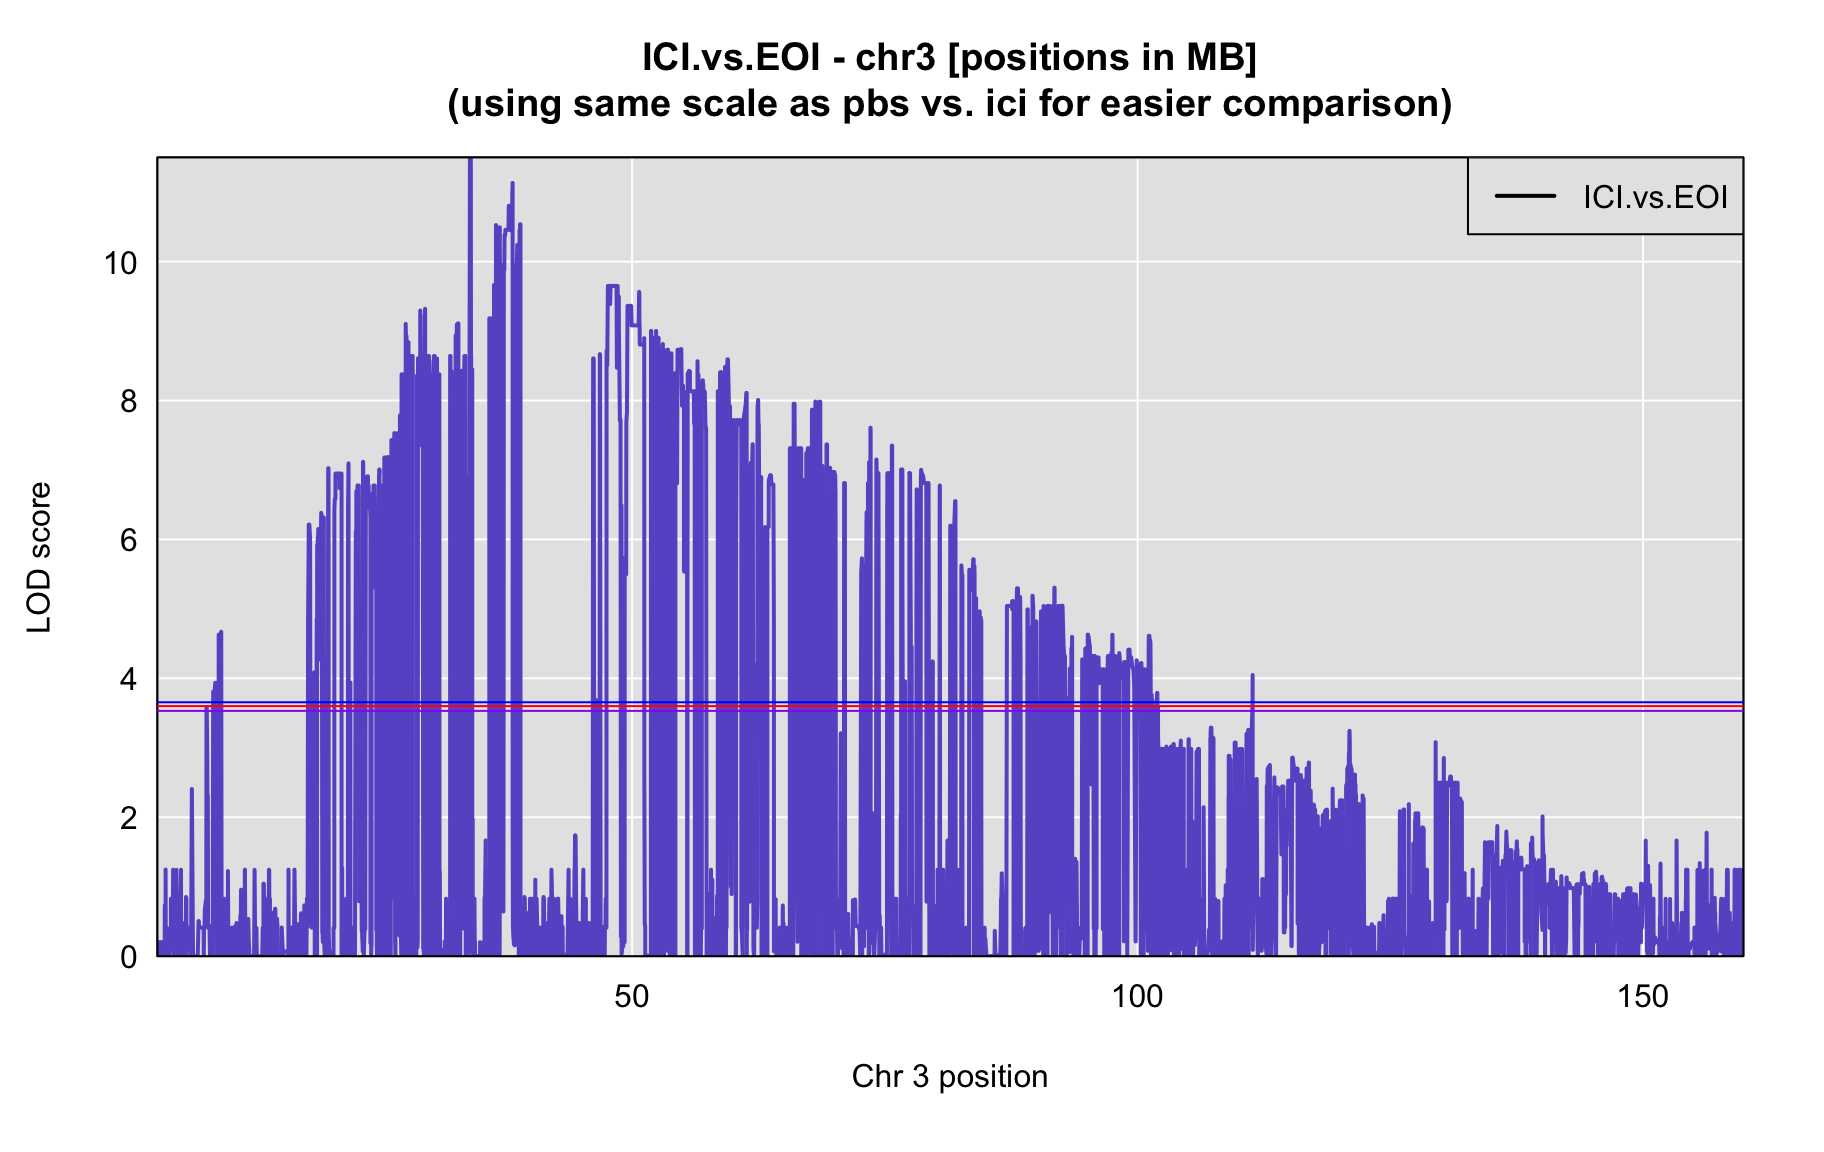 ICI.vs.EOI - chr3 [positions in MB]
(using same scale as pbs vs. ici for easier comparison)
ICI.vs.EOI
10
8
6
4
2
0
LOD score
50
100
150
Chr 3 position